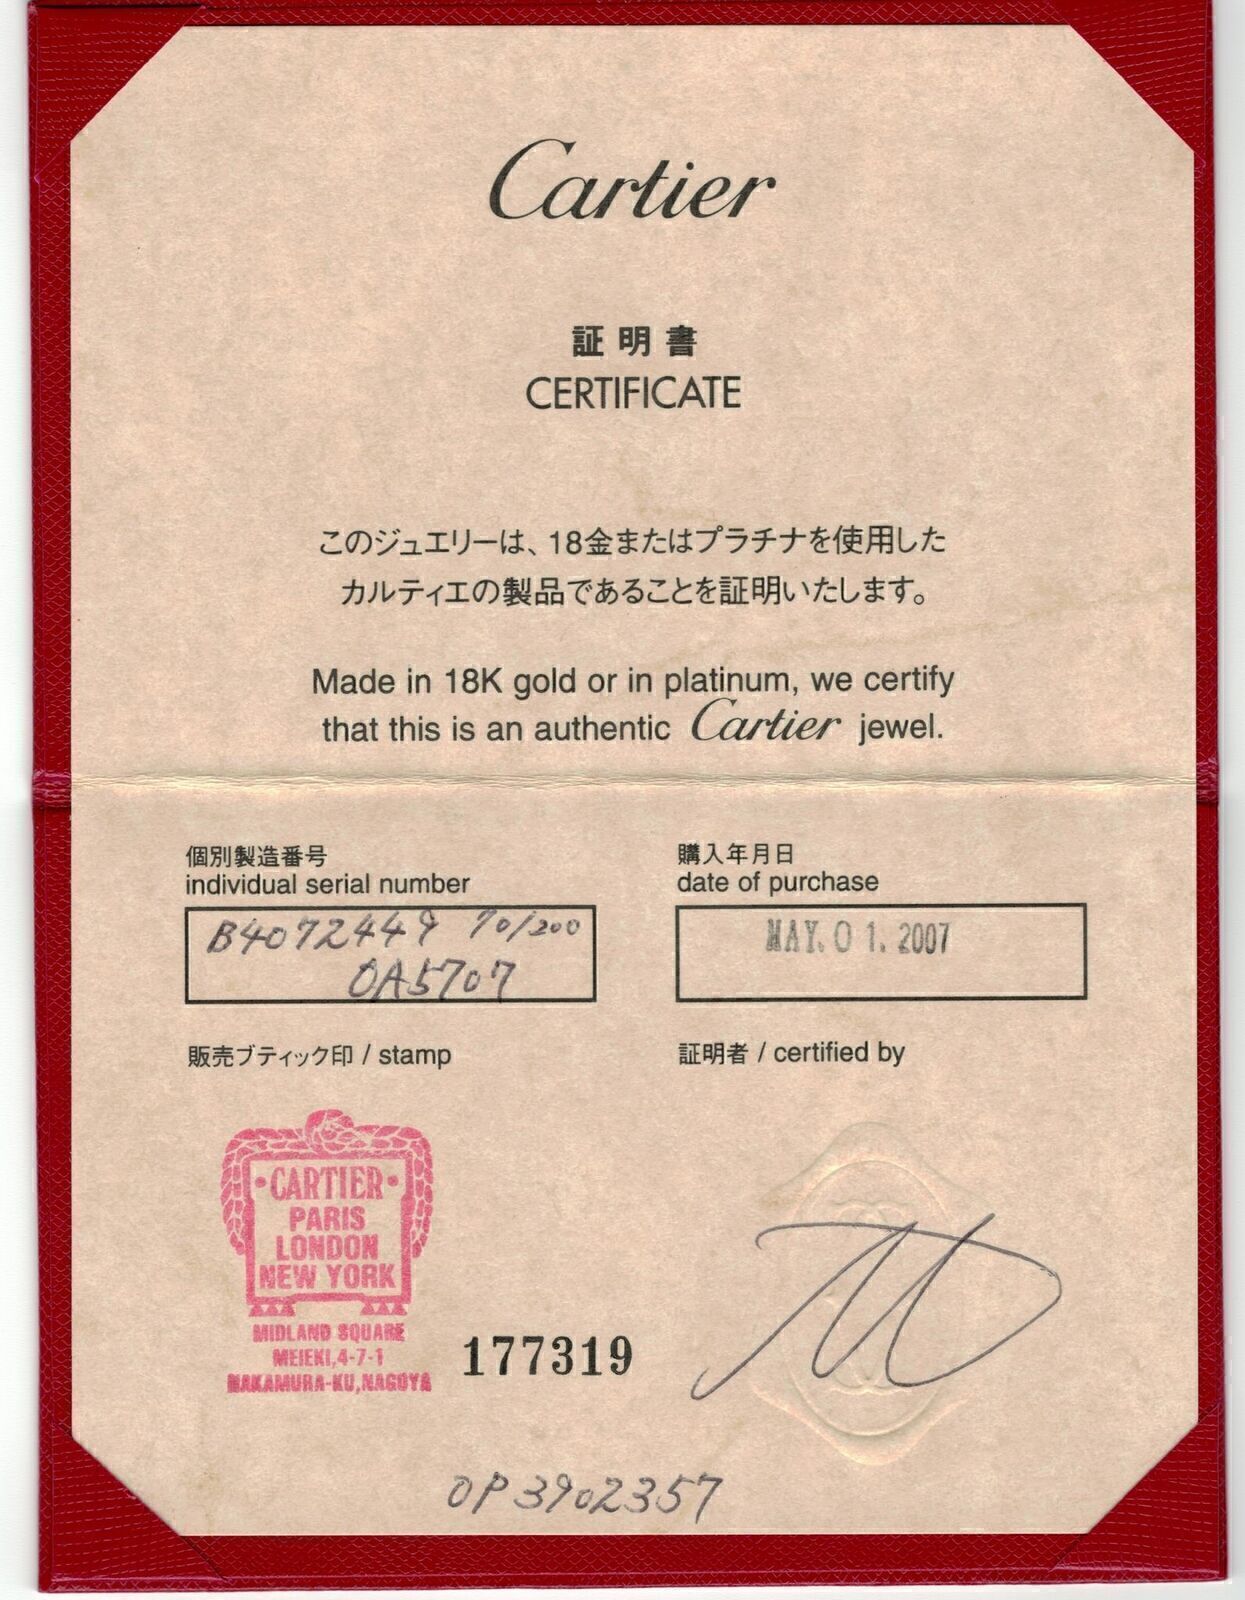 Cartier
証明書
CERTIFICATE
このジュエリーは、18金またはプラチナを使用した
カルティエの製品であることを証明いたします。
Made in 18K gold or in platinum, we certify
that this is an authentic Cartier jewel.
個別製造番号
individual serial number
B4072449 70/200
OA5707
購入年月日
date of purchase
MAY. 01. 2007
販売ブティック印 / stamp
証明者 / certified by
·CARTIER·
PARIS
LONDON
NEW YORK
MIDLAND SQUARE
MEIEKI,4-7-1
NAKAMURA-KU,NAGOYA
177319
OP3902357